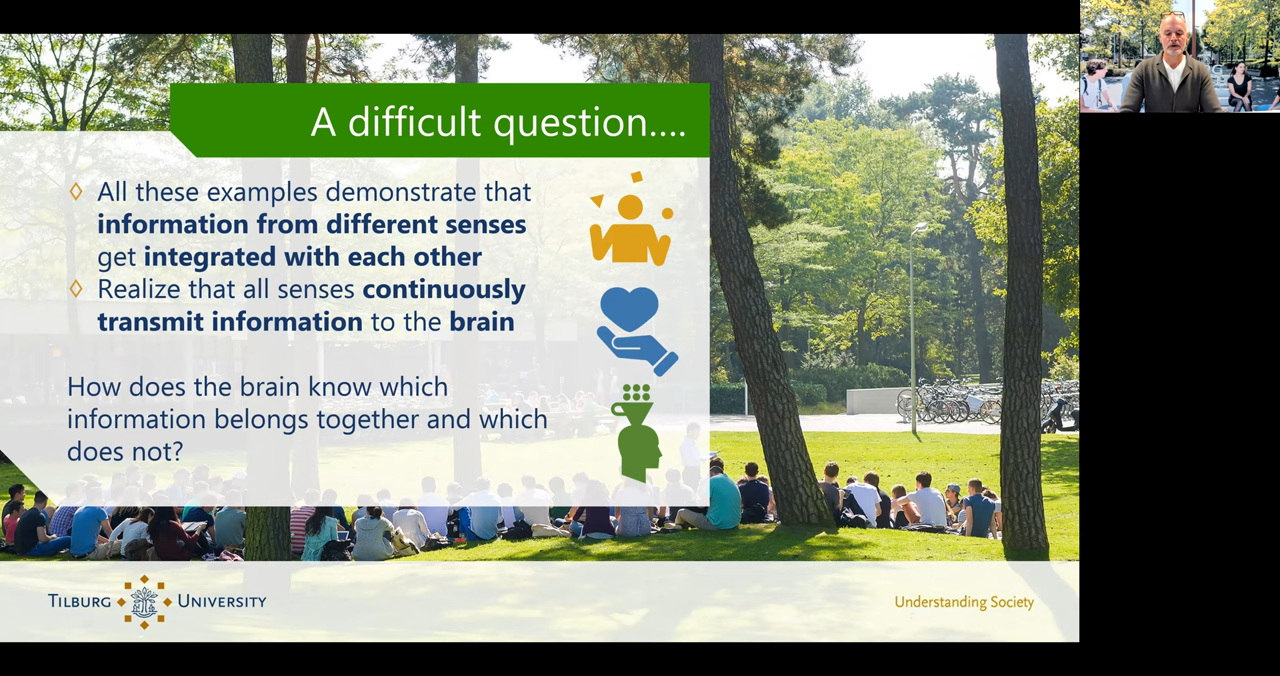 A difficult question....
◊ All these examples demonstrate that
information from different senses
get integrated with each other
◊ Realize that all senses continuously
transmit information to the brain
How does the brain know which
information belongs together and which
does not?
TILBURG UNIVERSITY
Understanding Society